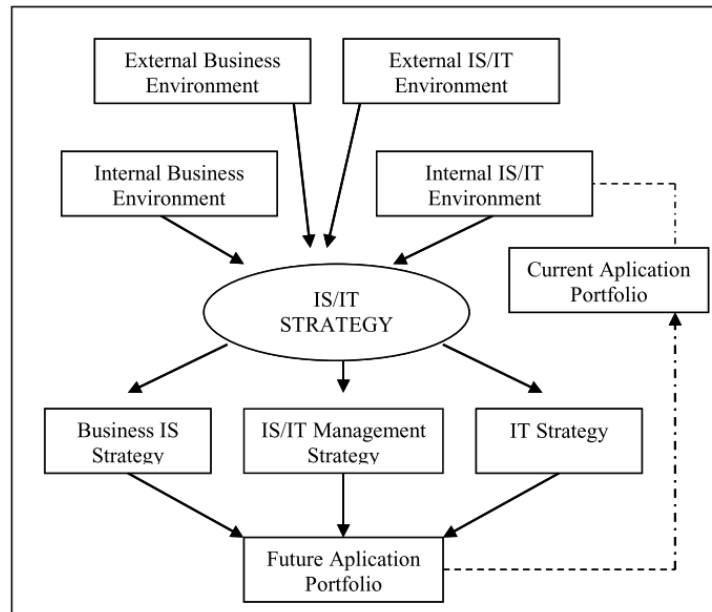 External Business
Environment
External IS/IT
Environment
Internal Business
Environment
Internal IS/IT
Environment
Current Aplication
Portfolio
IS/IT
STRATEGY
Business IS
Strategy
IS/IT Management
Strategy
IT Strategy
Future Aplication
Portfolio